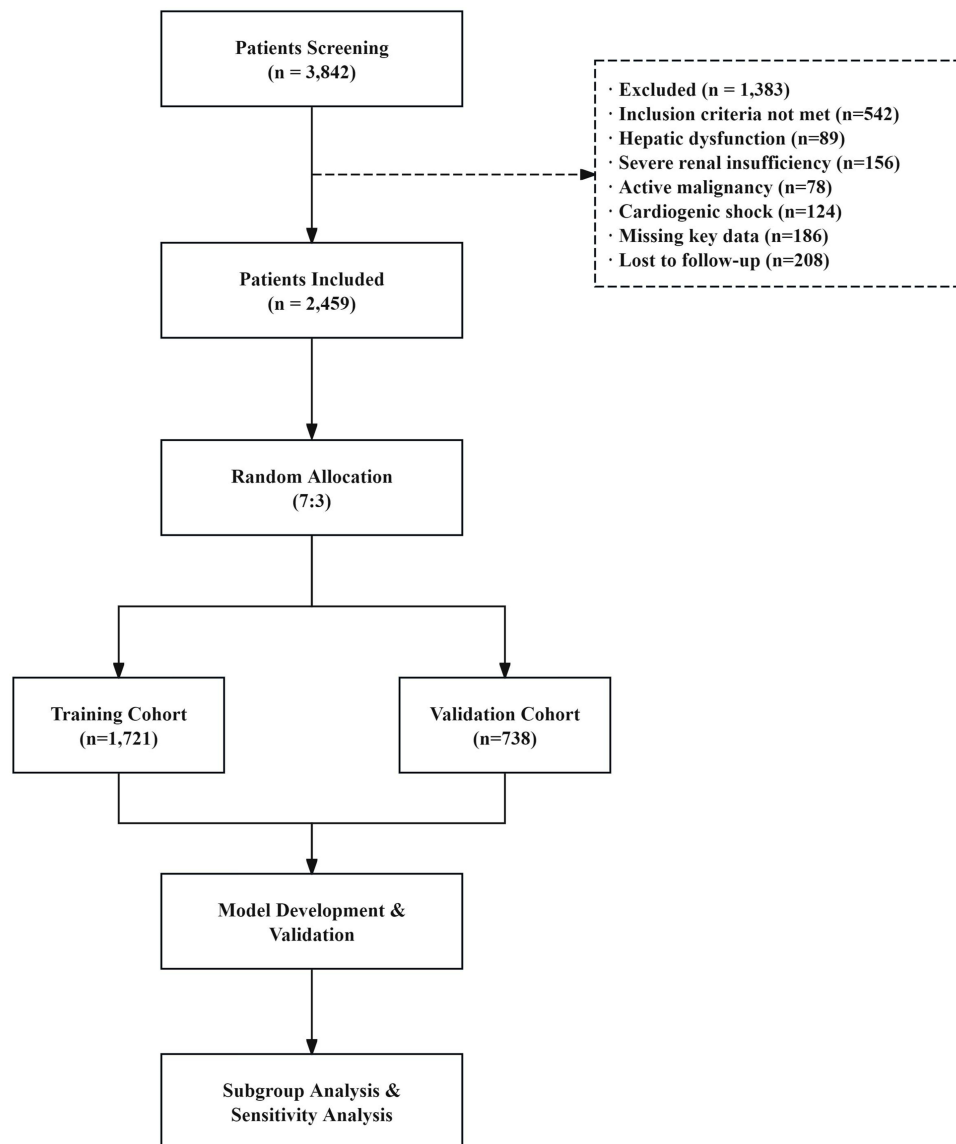 Patients Screening
(n = 3,842)
· Excluded (n = 1,383)
· Inclusion criteria not met (n=542)
· Hepatic dysfunction (n=89)
· Severe renal insufficiency (n=156)
· Active malignancy (n=78)
· Cardiogenic shock (n=124)
· Missing key data (n=186)
· Lost to follow-up (n=208)
Patients Included
(n = 2,459)
Random Allocation
(7:3)
Training Cohort
(n=1,721)
Validation Cohort
(n=738)
Model Development &
Validation
Subgroup Analysis &
Sensitivity Analysis